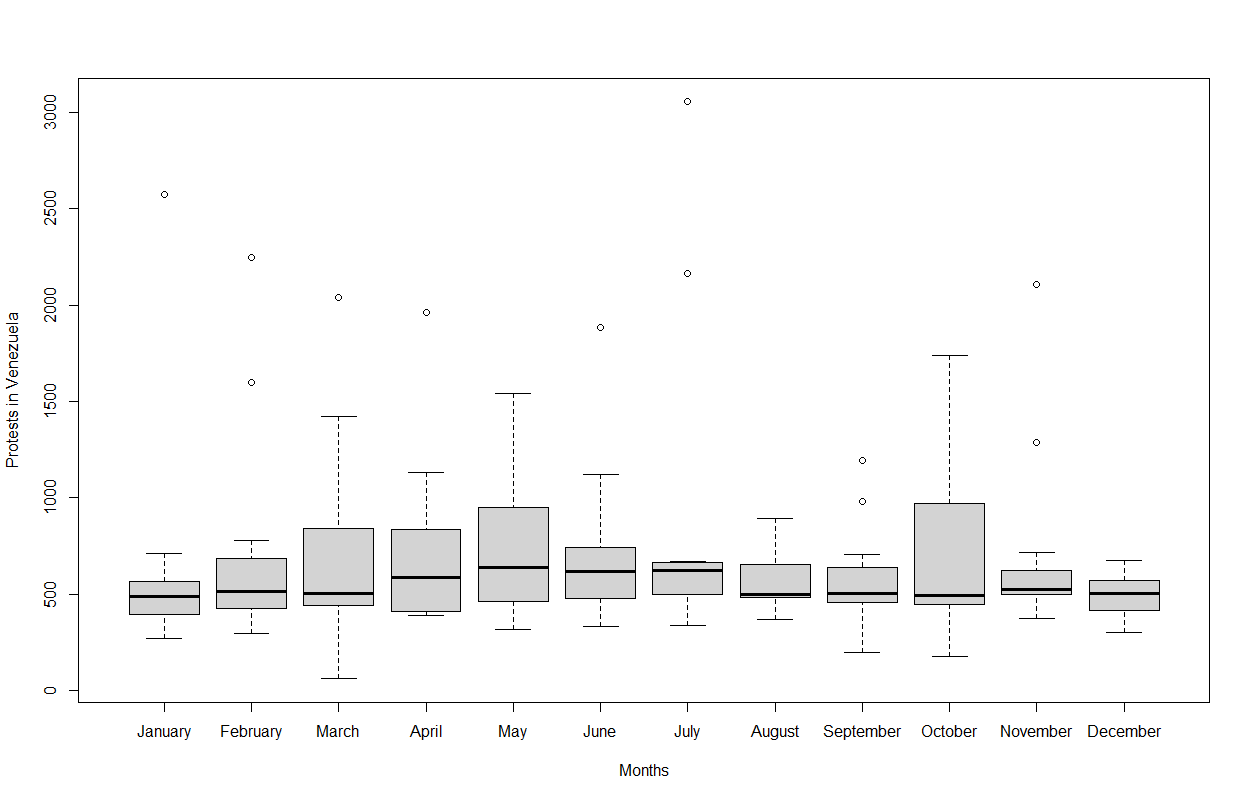 Protests in Venezuela
3000
2500
2000
1500
1000
500
0
January February March April May June July August September October November December
Months